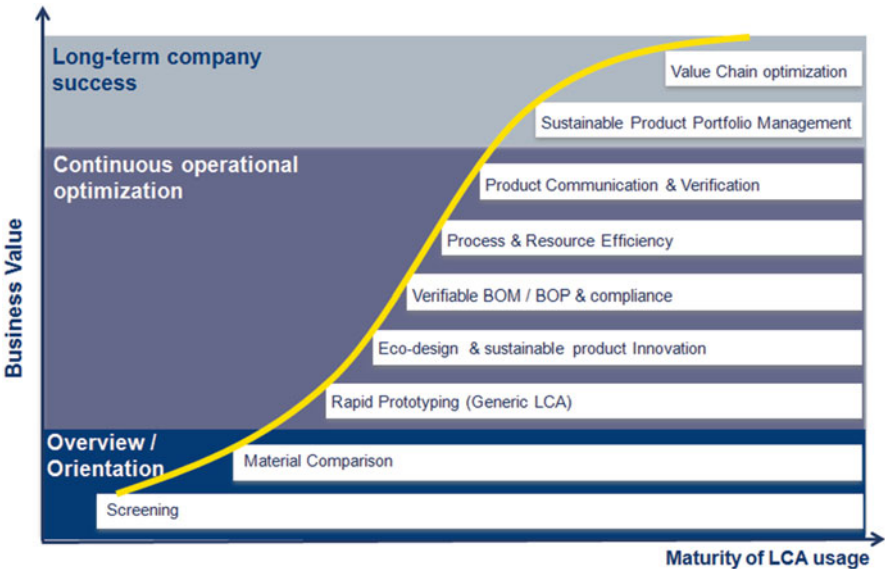 Long-term company
success
Value Chain optimization
Sustainable Product Portfolio Management
Continuous operational
optimization
Product Communication & Verification
Process & Resource Efficiency
Verifiable BOM / BOP & compliance
Eco-design & sustainable product Innovation
Rapid Prototyping (Generic LCA)
Overview /
Orientation
Material Comparison
Screening
Business Value
Maturity of LCA usage